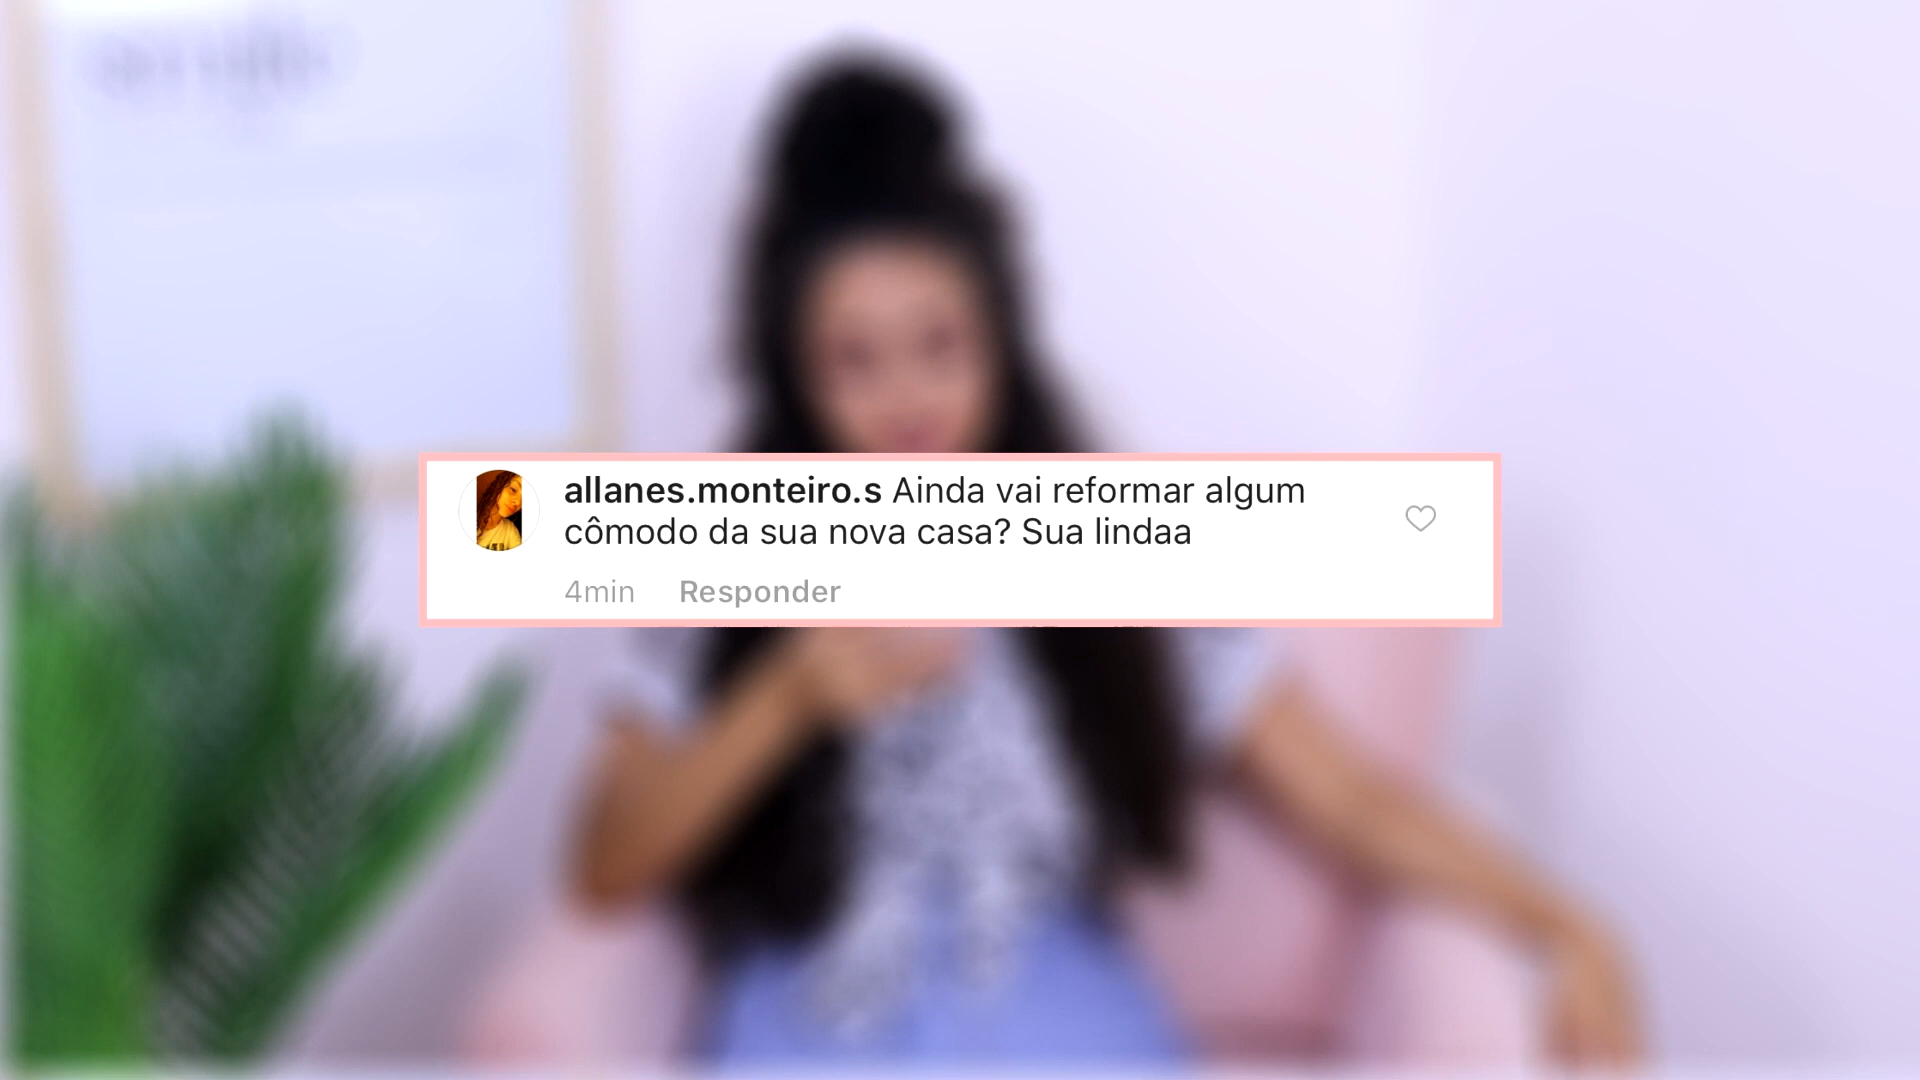 allanes.monteiro.s Ainda vai reformar algum
cômodo da sua nova casa? Sua lindaa
4min Responder